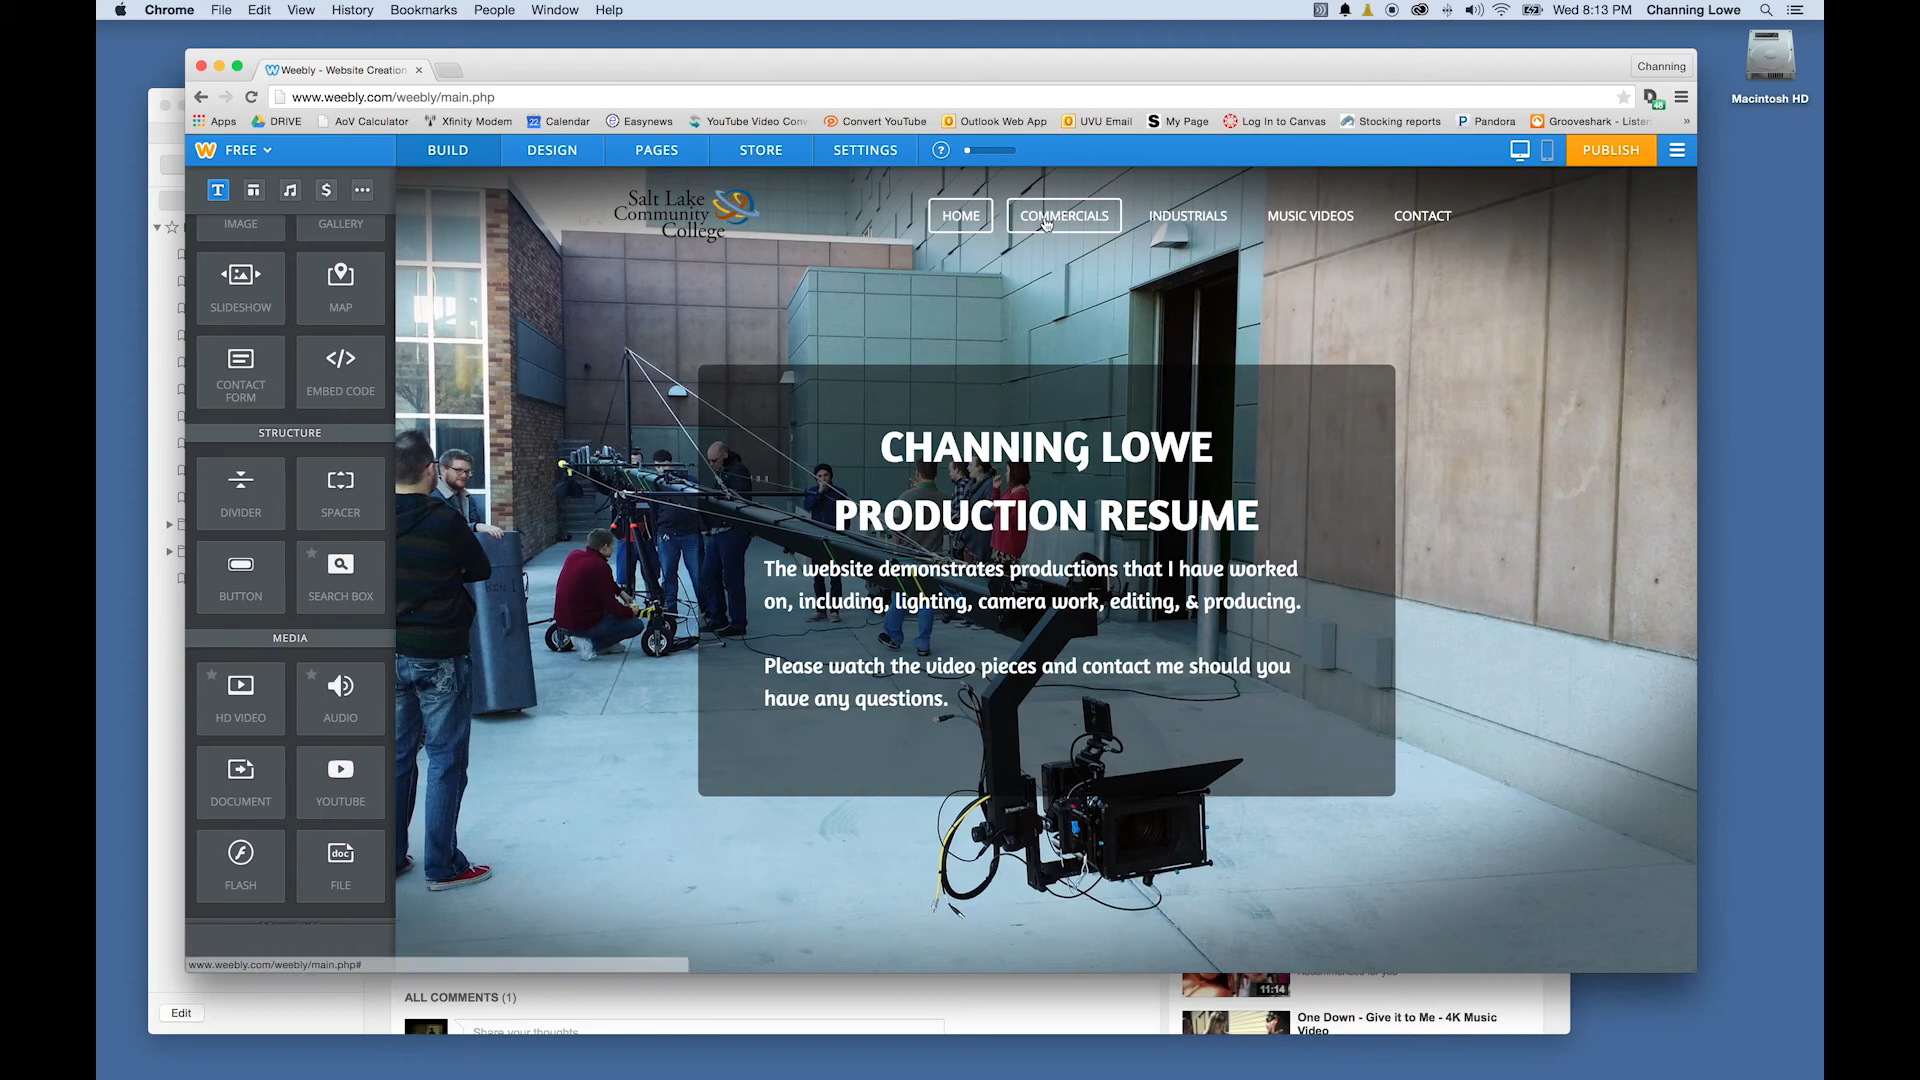 Chrome File Edit View History Bookmarks People Window Help
Wed 8:13 PM Channing Lowe
Macintosh HD
Weebly - Website Creation
Channing
www.weebly.com/weebly/main.php
Apps DRIVE AoV Calculator Xfinity Modem 22 Calendar Easynews YouTube Video Conv Convert YouTube Outlook Web App UVU Email My Page Log In to Canvas Stocking reports Pandora Grooveshark - Listen
48
FREE BUILD DESIGN PAGES STORE SETTINGS ? PUBLISH
T $
Salt Lake
Community
College
HOME COMMERCIALS INDUSTRIALS MUSIC VIDEOS CONTACT
IMAGE GALLERY
SLIDESHOW MAP
CONTACT
FORM
EMBED CODE
STRUCTURE
DIVIDER SPACER
BUTTON SEARCH BOX
MEDIA
HD VIDEO AUDIO
DOCUMENT YOUTUBE
doc
FLASH FILE
CHANNING LOWE
PRODUCTION RESUME
The website demonstrates productions that I have worked
on, including, lighting, camera work, editing, & producing.
Please watch the video pieces and contact me should you
have any questions.
www.weebly.com/weebly/main.php#
Edit
ALL COMMENTS (1)
Share your thoughts
11:14
One Down - Give it to Me - 4K Music
Video